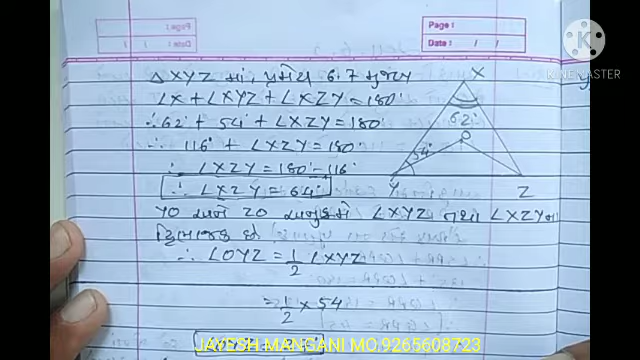 Page :
Date : / /
KINEMASTER
△XYZ માં, પ્રમેય 6.7 મુજબ
∠X + ∠XYZ + ∠XZY = 180°
∴ 62° + 54° + ∠XZY = 180°
∴ 116° + ∠XZY = 180°
∴ ∠XZY = 180° - 116°
∴ ∠XZY = 64°
X
62°
O
54°
Y
Z
YO અને ZO અનુક્રમે ∠XYZ તથા ∠XZY ના
દ્વિભાજક છે.
∴ ∠OYZ = 1/2 ∠XYZ
= 1/2 × 54
JAYESH MANGANI MO.9265608723